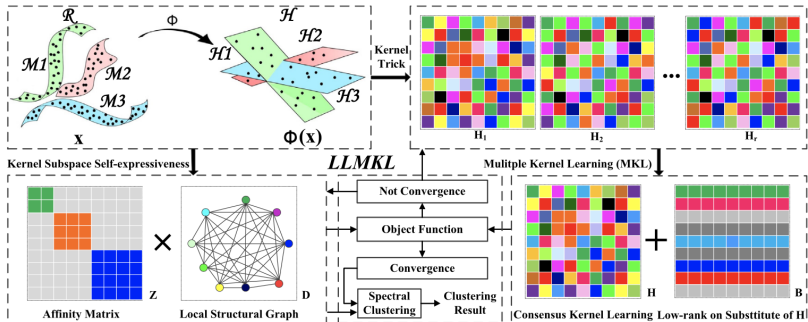 R
Φ
H
M1
M2
M3
H1
H2
H3
x
Φ(x)
Kernel
Trick
...
H1
H2
Hr
Kernel Subspace Self-expressiveness
LLMKL
Mulitple Kernel Learning (MKL)
Not Convergence
Object Function
Convergence
Spectral
Clustering
Clustering
Result
×
+
Z
D
H
B
Affinity Matrix
Local Structural Graph
Consensus Kernel Learning
Low-rank on Substitute of H